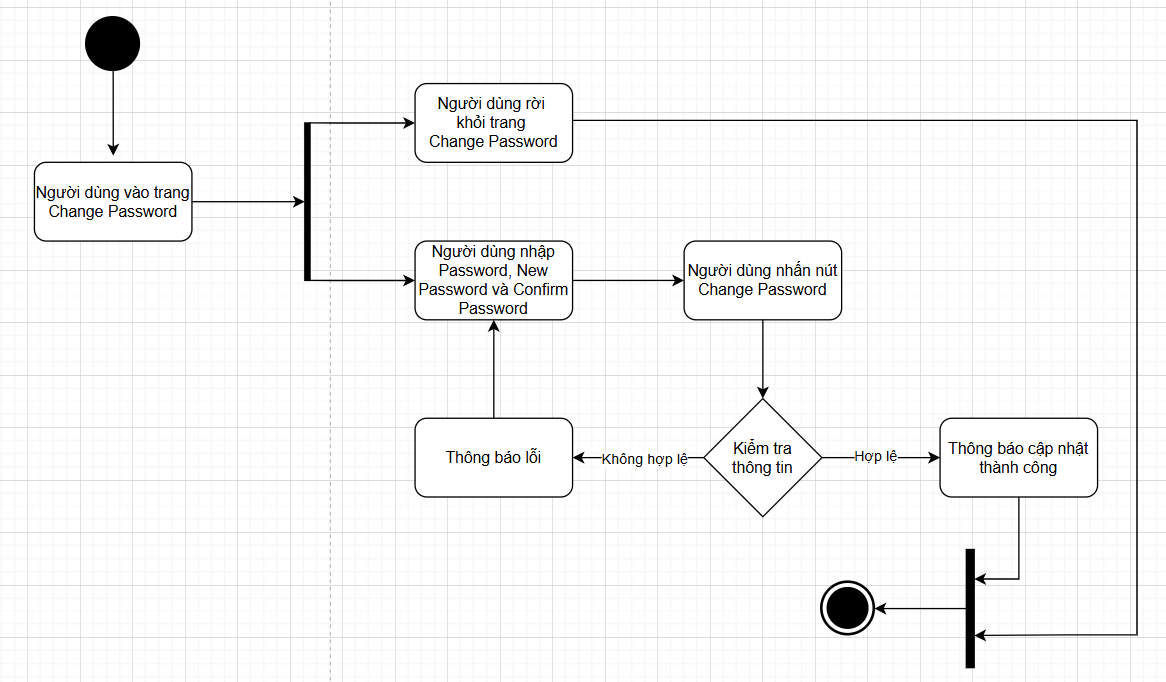 Người dùng rời
khỏi trang
Change Password
Người dùng vào trang
Change Password
Người dùng nhập
Password, New
Password và Confirm
Password
Người dùng nhấn nút
Change Password
Thông báo lỗi
Không hợp lệ
Kiểm tra
thông tin
Hợp lệ
Thông báo cập nhật
thành công